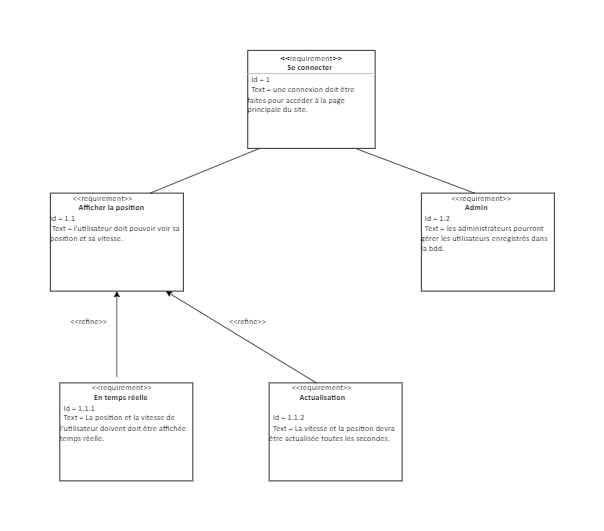 <<requirement>>
Se connecter
Id = 1
Text = une connexion doit être
faites pour accéder à la page
principale du site.
<<requirement>>
Afficher la position
Id = 1.1
Text = l'utilisateur doit pouvoir voir sa
position et sa vitesse.
<<requirement>>
Admin
Id = 1.2
Text = les administrateurs pourront
gérer les utilisateurs enregistrés dans
la bdd.
<<refine>>
<<refine>>
<<requirement>>
En temps réelle
Id = 1.1.1
Text = La position et la vitesse de
l'utilisateur doivent doit être affichée
temps réelle.
<<requirement>>
Actualisation
Id = 1.1.2
Text = La vitesse et la position devra
être actualisée toutes les secondes.